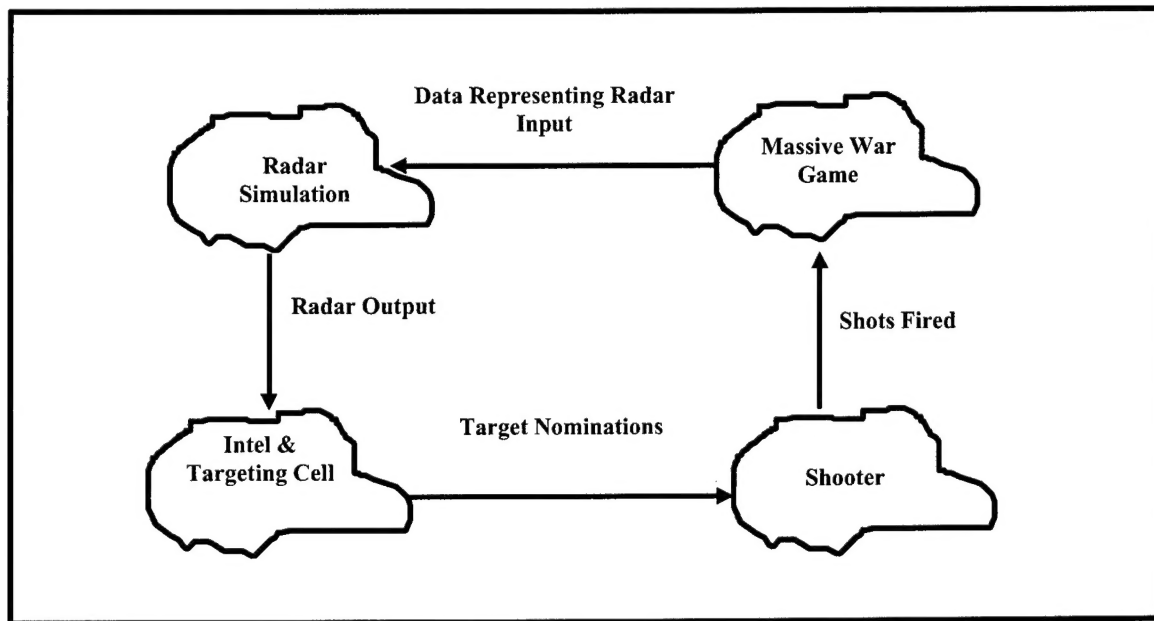 Data Representing Radar
Input
Radar
Simulation
Massive War
Game
Radar Output
Shots Fired
Intel &
Targeting Cell
Target Nominations
Shooter